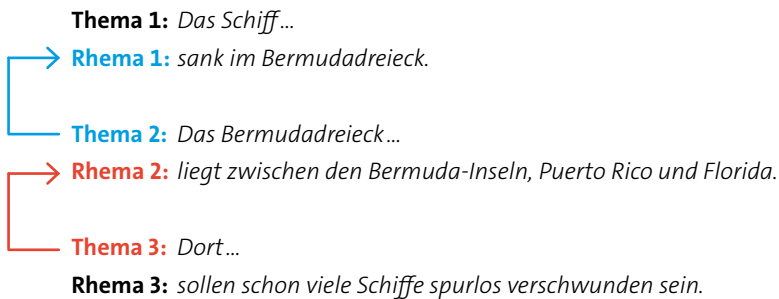 Thema 1: Das Schiff ...
Rhema 1: sank im Bermudadreieck.
Thema 2: Das Bermudadreieck ...
Rhema 2: liegt zwischen den Bermuda-Inseln, Puerto Rico und Florida.
Thema 3: Dort ...
Rhema 3: sollen schon viele Schiffe spurlos verschwunden sein.